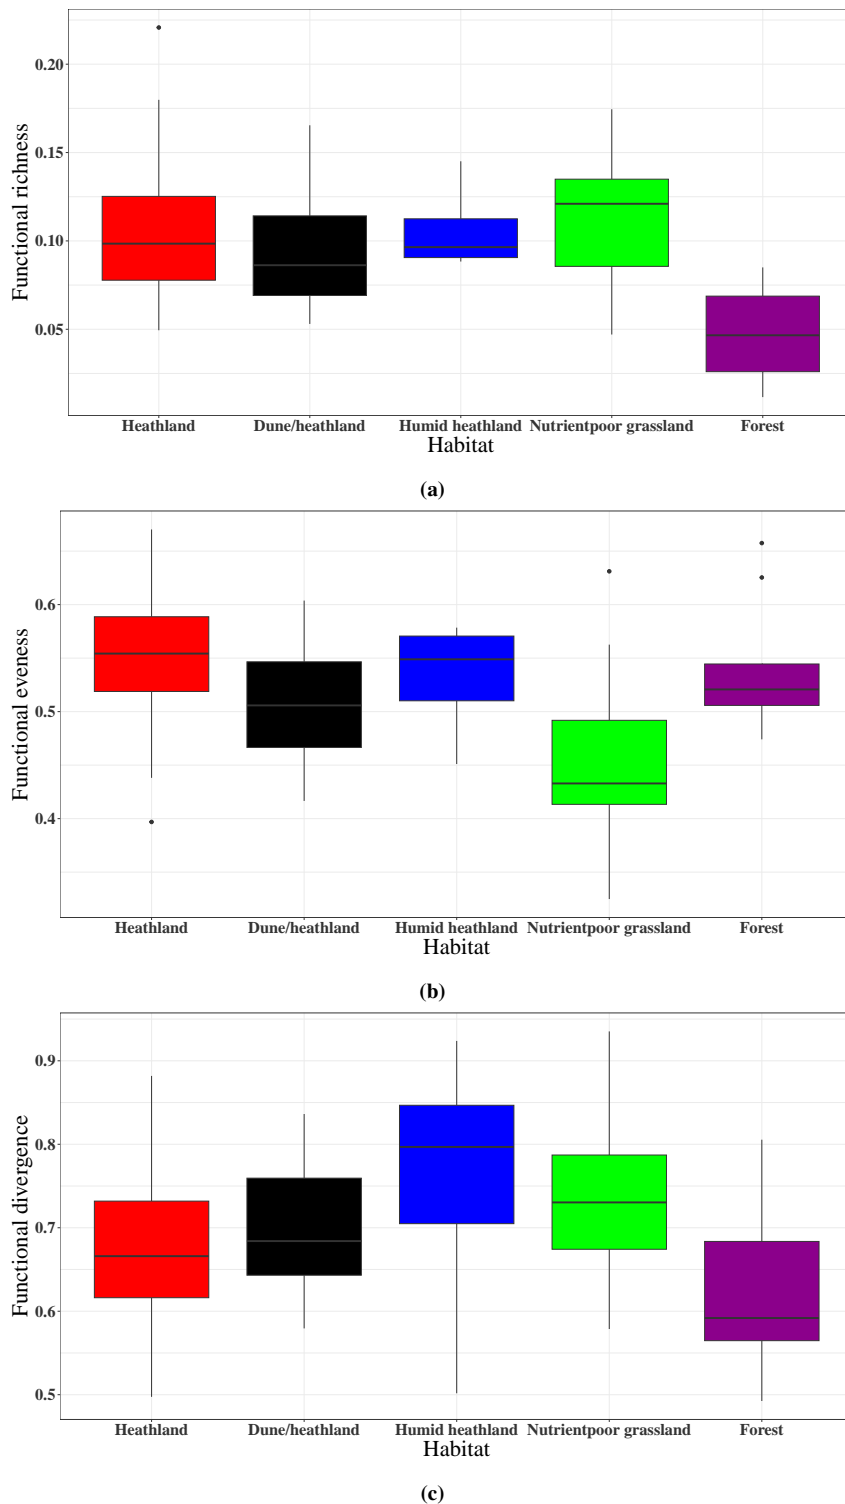 Functional richness
0.20
0.15
0.10
0.05
Heathland Dune/heathland Humid heathland Nutrientpoor grassland Forest
Habitat
(a)
Functional eveness
0.6
0.5
0.4
Heathland Dune/heathland Humid heathland Nutrientpoor grassland Forest
Habitat
(b)
Functional divergence
0.9
0.8
0.7
0.6
0.5
Heathland Dune/heathland Humid heathland Nutrientpoor grassland Forest
Habitat
(c)